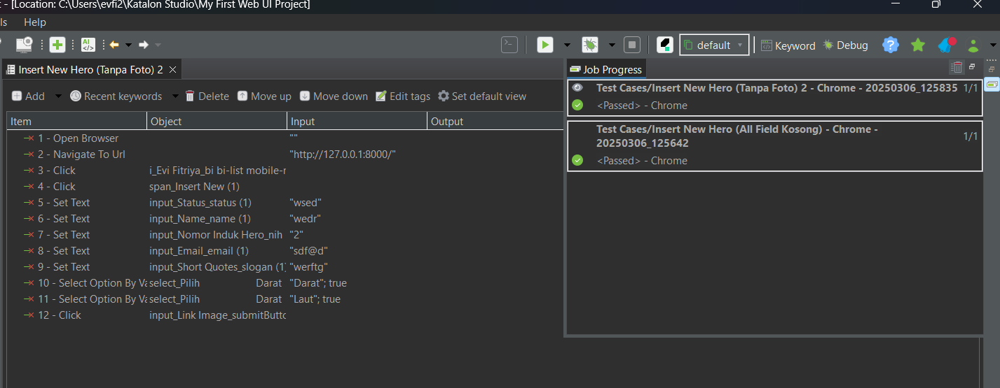 - [Location: C:\Users\evfi2\Katalon Studio\My First Web UI Project]
ls Help
AI
default
Keyword
Debug
Insert New Hero (Tanpa Foto) 2
Job Progress
Add
Recent keywords
Delete
Move up
Move down
Edit tags
Set default view
Item Object Input Output
1 - Open Browser ""
2 - Navigate To Url "http://127.0.0.1:8000/"
3 - Click i_Evi Fitriya_bi bi-list mobile-r
4 - Click span_Insert New (1)
5 - Set Text input_Status_status (1) "wsed"
6 - Set Text input_Name_name (1) "wedr"
7 - Set Text input_Nomor Induk Hero_nih "2"
8 - Set Text input_Email_email (1) "sdf@d"
9 - Set Text input_Short Quotes_slogan (1) "werftg"
10 - Select Option By Va select_Pilih Darat "Darat"; true
11 - Select Option By Va select_Pilih Darat "Laut"; true
12 - Click input_Link Image_submitButtc
Test Cases/Insert New Hero (Tanpa Foto) 2 - Chrome - 20250306_125835 1/1
<Passed> - Chrome
Test Cases/Insert New Hero (All Field Kosong) - Chrome -
20250306_125642 1/1
<Passed> - Chrome